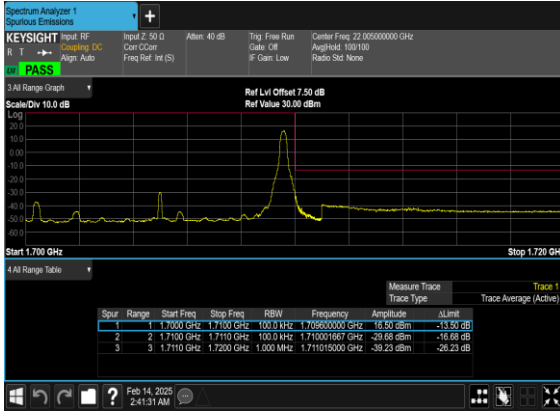 Spectrum Analyzer 1
Spurious Emissions
+
KEYSIGHT Input: RF Input Z: 50 Ω Atten: 40 dB Trig: Free Run Center Freq: 22.005000000 GHz
R T Coupling: DC Corr CCorr Gate: Off Avg|Hold: 100/100
Align: Auto Freq Ref: Int (S) IF Gain: Low Radio Std: None
PASS
3 All Range Graph
Ref Lvl Offset 7.50 dB
Scale/Div 10.0 dB Ref Value 30.00 dBm
Log
20.0
10.0
0.00
-10.0
-20.0
-30.0
-40.0
-50.0
-60.0
Start 1.700 GHz Stop 1.720 GH
4 All Range Table
Measure Trace Trace 1
Trace Type Trace Average (Active)
Spur Range Start Freq Stop Freq RBW Frequency Amplitude ΔLimit
1 1 1.7000 GHz 1.7100 GHz 100.0 kHz 1.709600000 GHz 16.50 dBm -13.50 dB
2 2 1.7100 GHz 1.7110 GHz 100.0 kHz 1.710001667 GHz -29.68 dBm -16.68 dB
3 3 1.7110 GHz 1.7200 GHz 1.000 MHz 1.711015000 GHz -39.23 dBm -26.23 dB
? Feb 14, 2025
2:41:31 AM